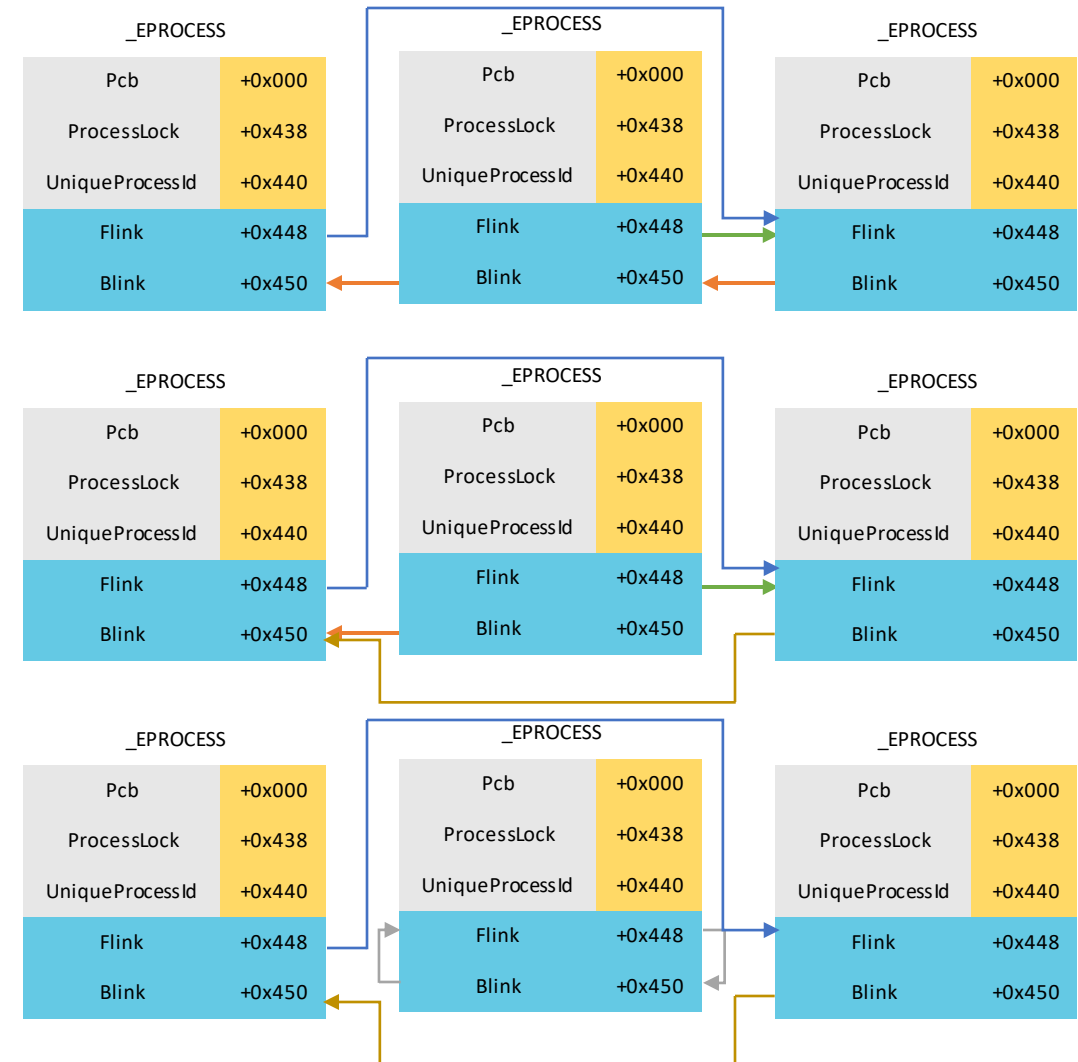 _EPROCESS _EPROCESS _EPROCESS
Pcb +0x000 Pcb +0x000 Pcb +0x000
ProcessLock +0x438 ProcessLock +0x438 ProcessLock +0x438
UniqueProcessId +0x440 UniqueProcessId +0x440 UniqueProcessId +0x440
Flink +0x448 Flink +0x448 Flink +0x448
Blink +0x450 Blink +0x450 Blink +0x450
_EPROCESS _EPROCESS _EPROCESS
Pcb +0x000 Pcb +0x000 Pcb +0x000
ProcessLock +0x438 ProcessLock +0x438 ProcessLock +0x438
UniqueProcessId +0x440 UniqueProcessId +0x440 UniqueProcessId +0x440
Flink +0x448 Flink +0x448 Flink +0x448
Blink +0x450 Blink +0x450 Blink +0x450
_EPROCESS _EPROCESS _EPROCESS
Pcb +0x000 Pcb +0x000 Pcb +0x000
ProcessLock +0x438 ProcessLock +0x438 ProcessLock +0x438
UniqueProcessId +0x440 UniqueProcessId +0x440 UniqueProcessId +0x440
Flink +0x448 Flink +0x448 Flink +0x448
Blink +0x450 Blink +0x450 Blink +0x450